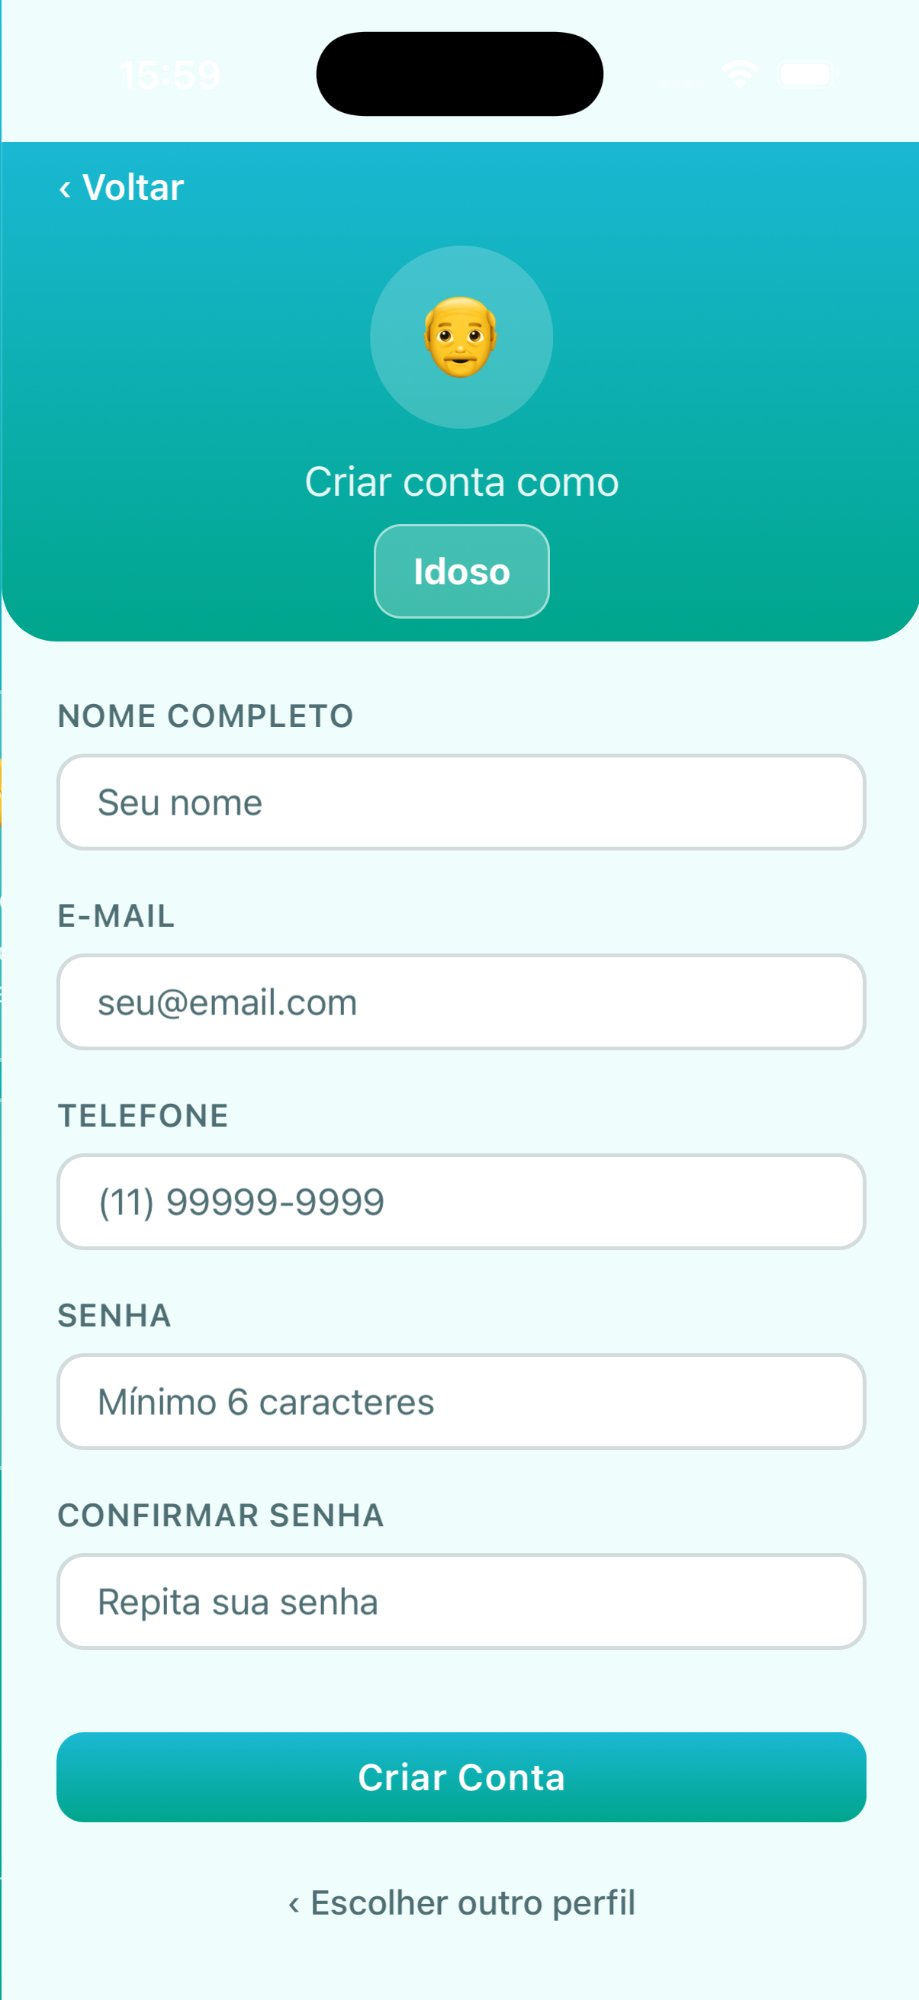 15:59
‹ Voltar
Criar conta como
Idoso
NOME COMPLETO
Seu nome
E-MAIL
seu@email.com
TELEFONE
(11) 99999-9999
SENHA
Mínimo 6 caracteres
CONFIRMAR SENHA
Repita sua senha
Criar Conta
‹ Escolher outro perfil